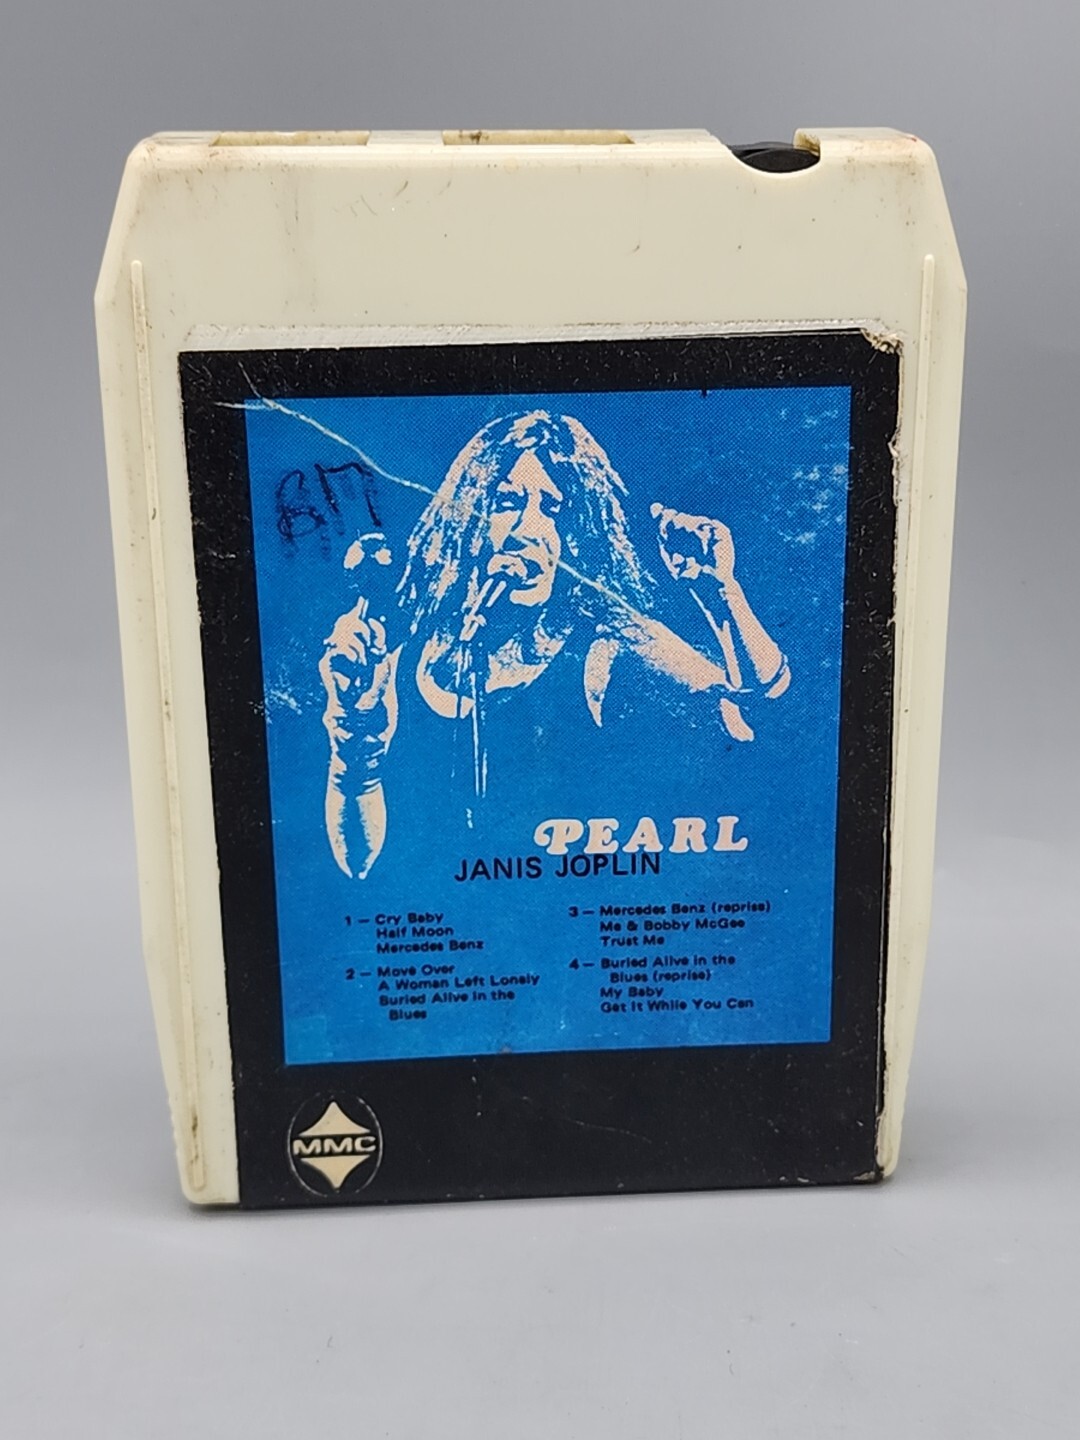 BM
PEARL
JANIS JOPLIN
1 — Cry Baby
Half Moon
Mercedes Benz
2 — Move Over
A Woman Left Lonely
Buried Alive in the
Blues
3 — Mercedes Benz (reprise)
Me & Bobby McGee
Trust Me
4 — Buried Alive in the
Blues (reprise)
My Baby
Get It While You Can
MMC